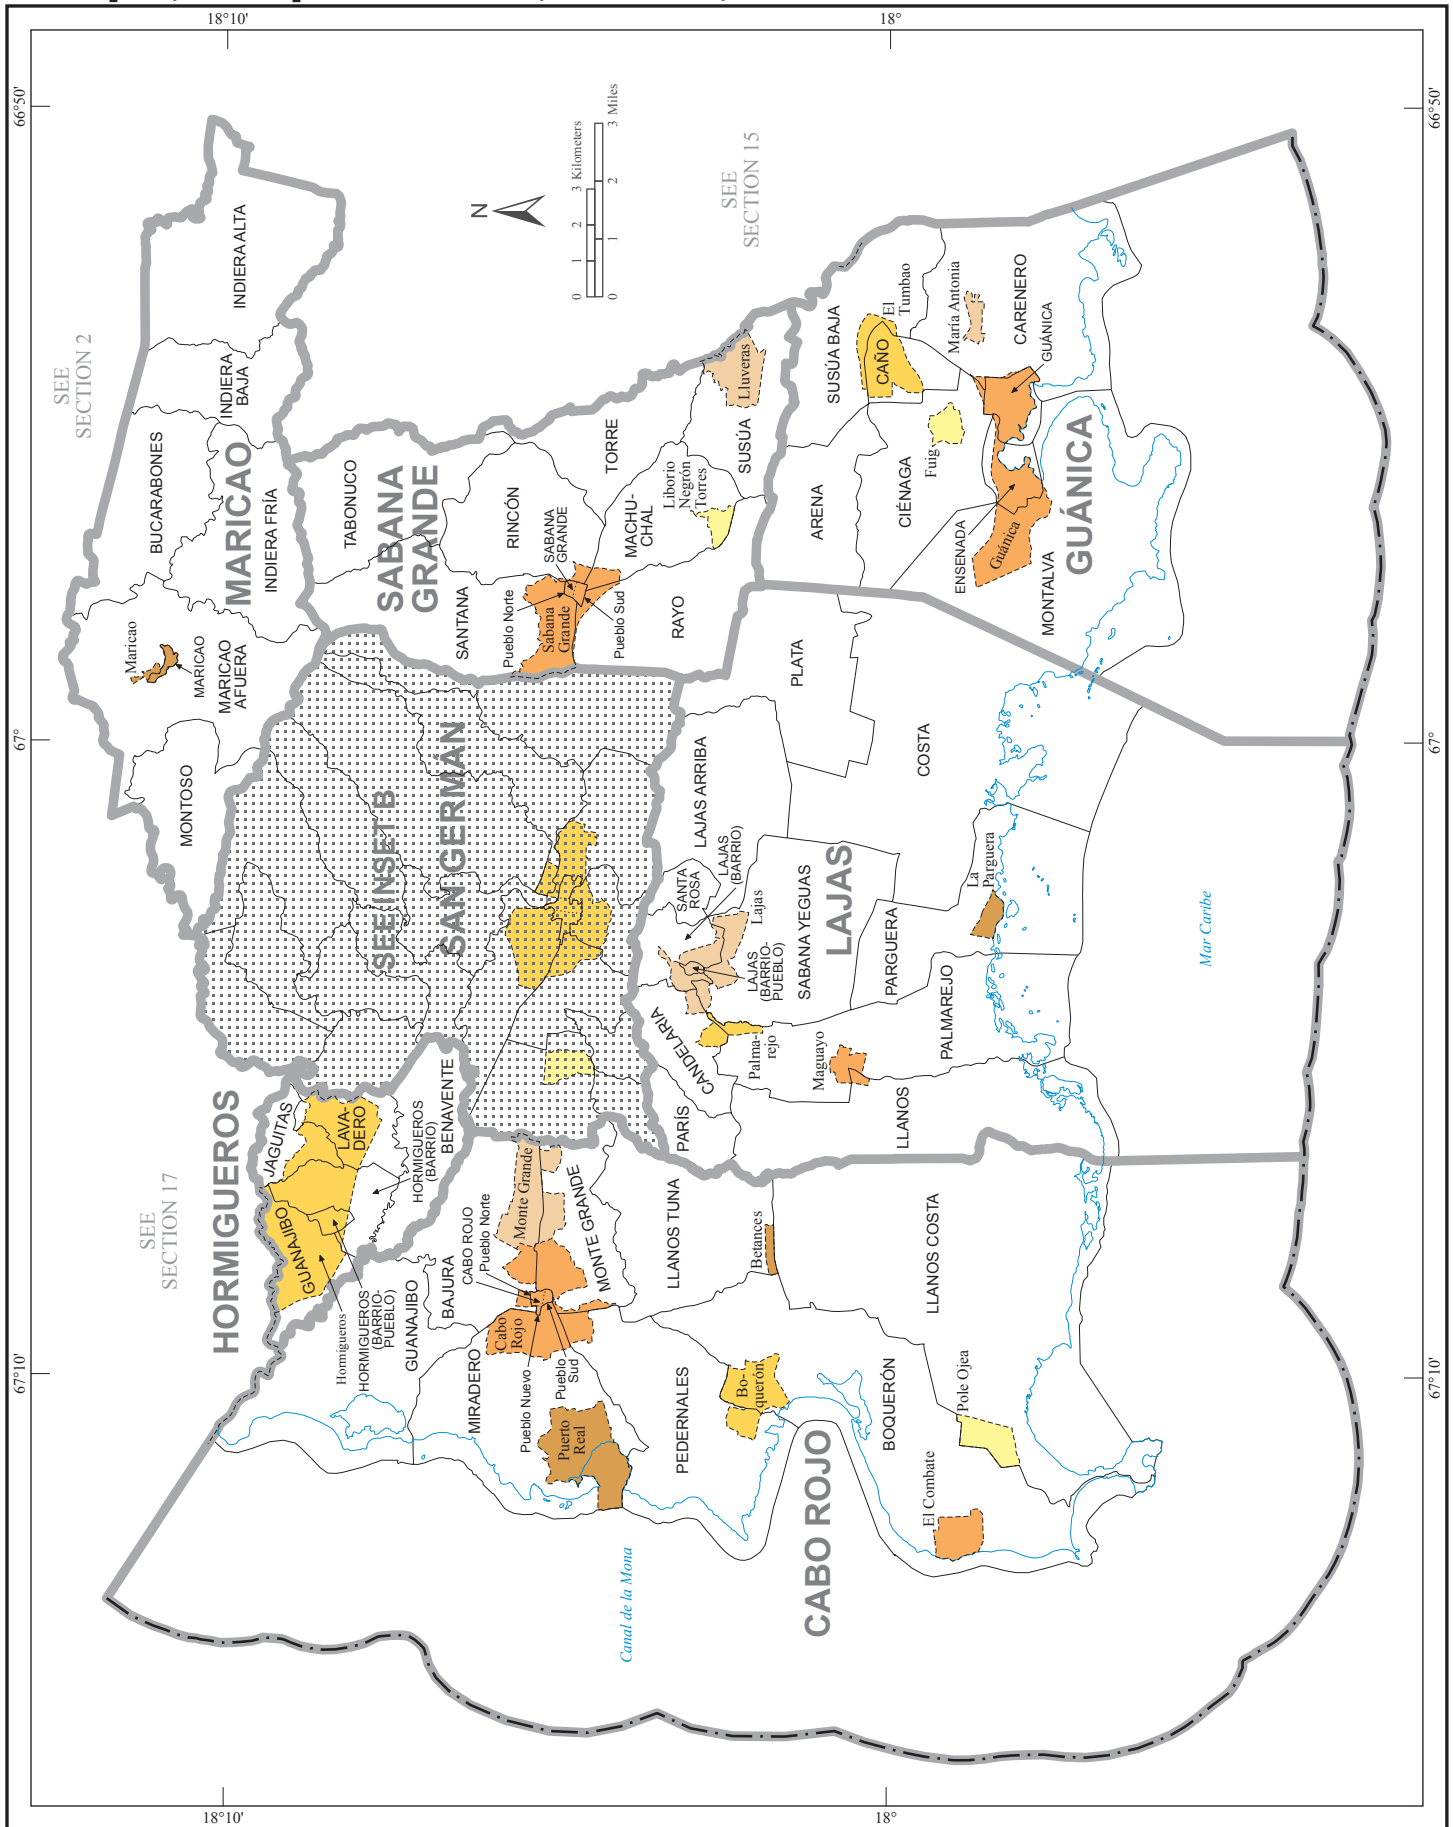 18°10'
18°
66°50'
66°50'
67°
67°
67°10'
67°10'
18°10'
18°
SEE
SECTION 2
SEE
SECTION 15
SEE
SECTION 17
N
0
1
2
3 Kilometers
0
1
2
3 Miles
INDIERA ALTA
INDIERA
BAJA
BUCARABONES
MARICAO
INDIERA FRÍA
Maricao
MARICAO
MARICAO
AFUERA
MONTOSO
TABONUCO
SABANA
GRANDE
RINCÓN
TORRE
SANTANA
SABANA
GRANDE
MACHU-
CHAL
Liborio
Negrón
Torres
SUSÚA
Lluveras
Pueblo Norte
Sabana
Grande
Pueblo Sud
RAYO
SUSÚA BAJA
CAÑO
El
Tumbao
María Antonia
CARENERO
GUÁNICA
ARENA
CIÉNAGA
Fuig
ENSENADA
Guánica
MONTALVA
GUÁNICA
SEE INSET B
SAN GERMÁN
PLATA
COSTA
LAJAS ARRIBA
LAJAS
(BARRIO)
SANTA
ROSA
Lajas
LAJAS
(BARRIO-
PUEBLO)
SABANA YEGUAS
LAJAS
PARGUERA
La
Parguera
CANDELARIA
Palma-
rejo
Maguayo
PALMAREJO
PARÍS
LLANOS
Mar Caribe
HORMIGUEROS
JAGUITAS
LAVA-
DERO
HORMIGUEROS
(BARRIO)
BENAVENTE
GUANAJIBO
Hormigueros
HORMIGUEROS
(BARRIO-
PUEBLO)
GUANAJIBO
BAJURA
CABO ROJO
Pueblo Norte
Monte Grande
MONTE GRANDE
Cabo
Rojo
MIRADERO
Pueblo Nuevo
Pueblo
Sud
Puerto
Real
LLANOS TUNA
Betances
LLANOS COSTA
PEDERNALES
Bo-
querón
BOQUERÓN
Pole Ojea
El Combate
CABO ROJO
Canal de la Mona